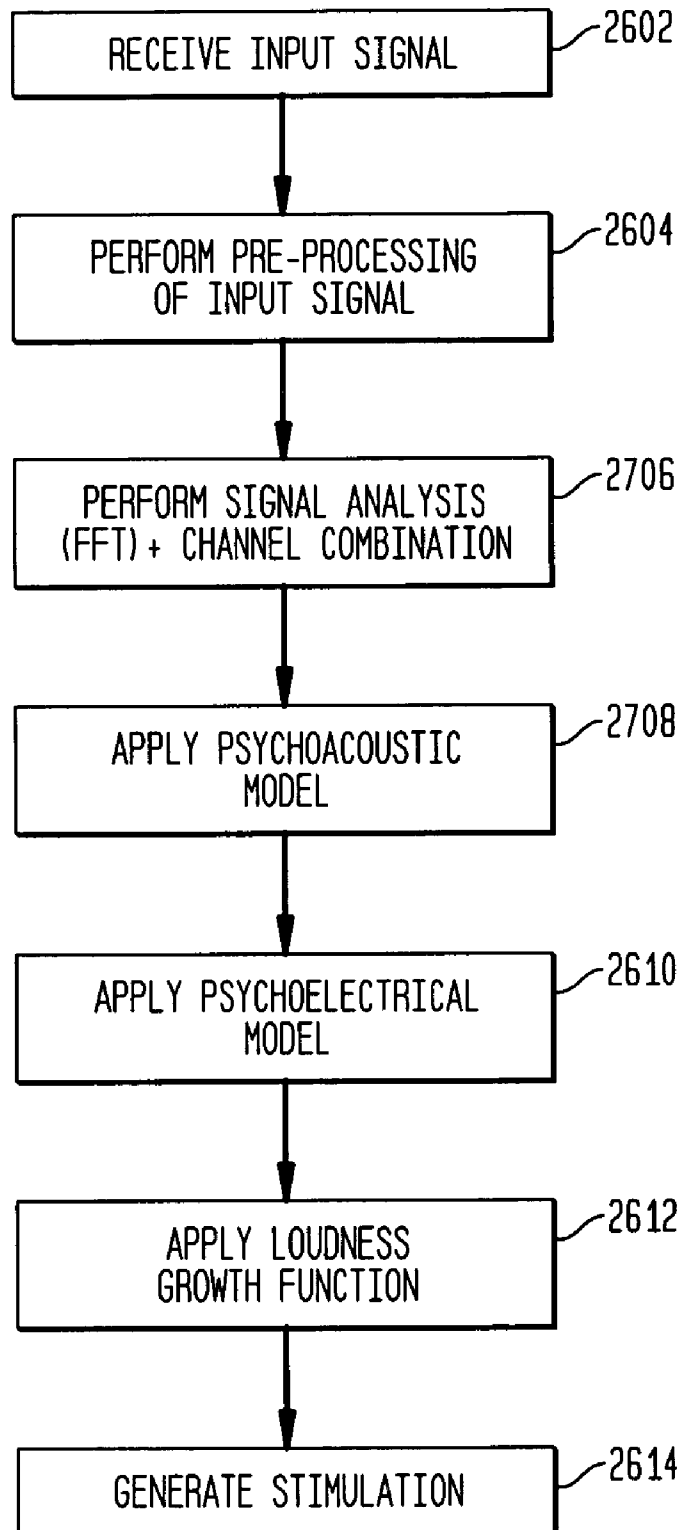 RECEIVE INPUT SIGNAL
2602
PERFORM PRE-PROCESSING
OF INPUT SIGNAL
2604
PERFORM SIGNAL ANALYSIS
(FFT)+ CHANNEL COMBINATION
2706
APPLY PSYCHOACOUSTIC
MODEL
2708
APPLY PSYCHOELECTRICAL
MODEL
2610
APPLY LOUDNESS
GROWTH FUNCTION
2612
GENERATE STIMULATION
2614